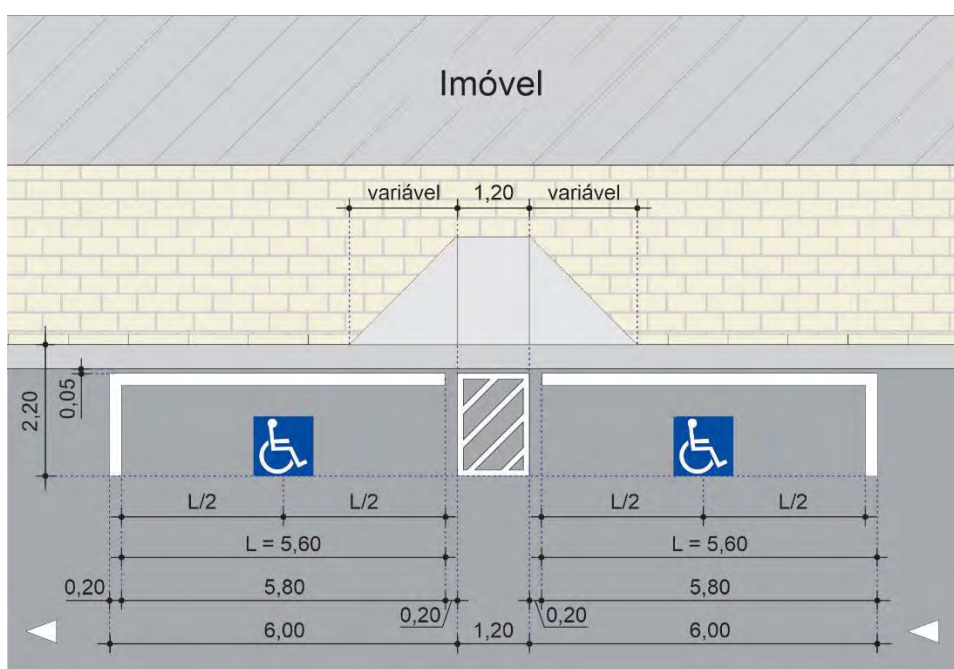 Imóvel
variável 1,20 variável
2,20
0,05
L/2 L/2 L/2 L/2
L = 5,60 L = 5,60
0,20 5,80 5,80
0,20 0,20
6,00 1,20 6,00